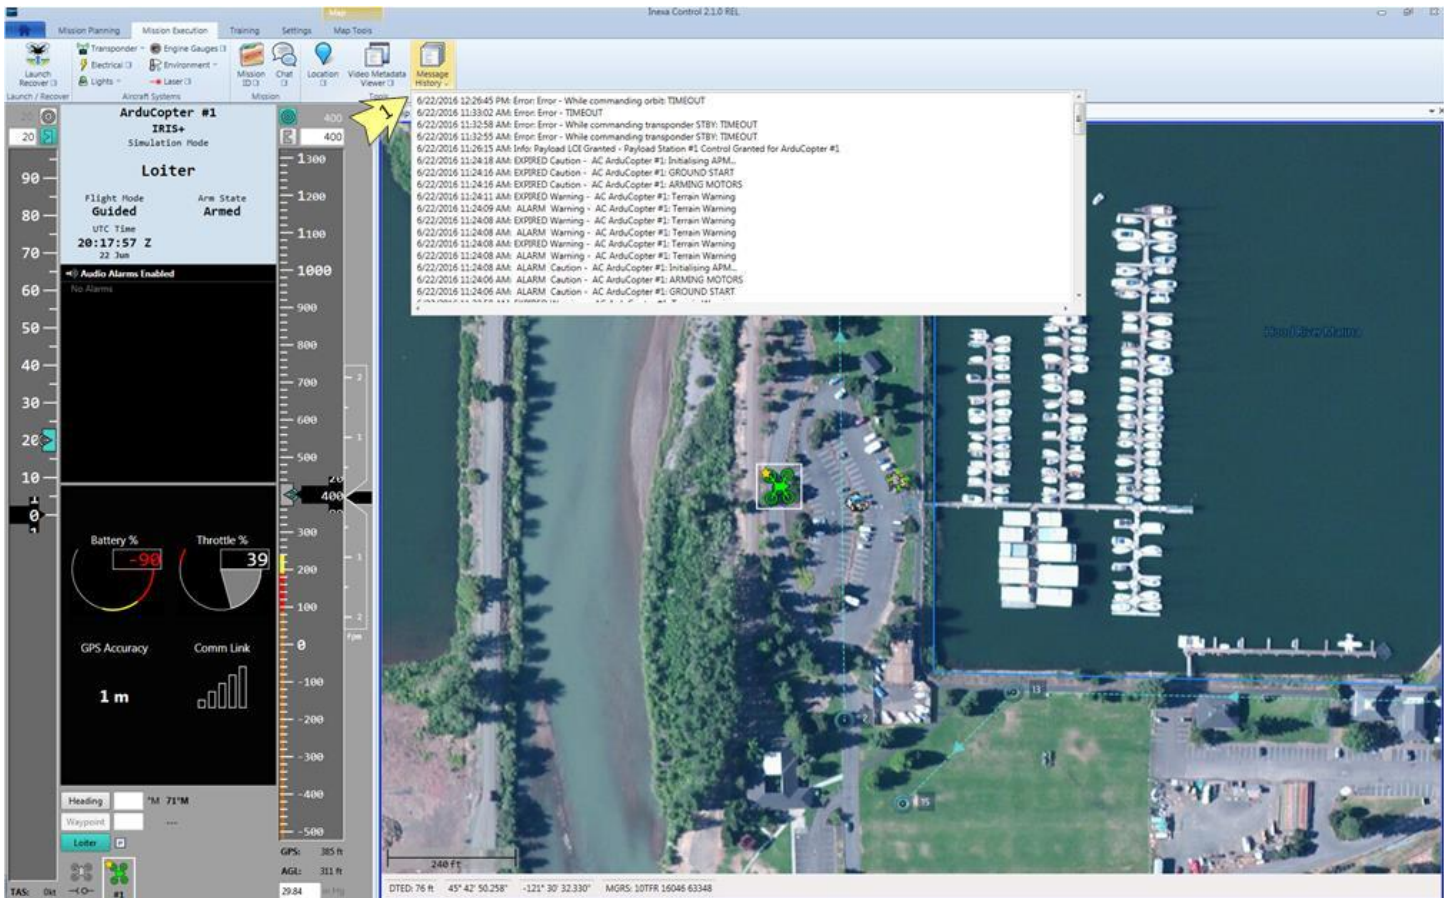 Map
Inexa Control 2.1.0 REL
Mission Planning
Mission Execution
Training
Settings
Map Tools
Launch
Recover
Transponder
Engine Gauges
Electrical
Environment
Lights
Laser
Mission
ID
Chat
Location
Video Metadata
Viewer
Message
History
Launch / Recover
Aircraft Systems
Mission
Tools
1
6/22/2016 12:26:45 PM: Error: Error - While commanding orbit: TIMEOUT
6/22/2016 11:33:02 AM: Error: Error - TIMEOUT
6/22/2016 11:32:58 AM: Error: Error - While commanding transponder STBY: TIMEOUT
6/22/2016 11:32:55 AM: Error: Error - While commanding transponder STBY: TIMEOUT
6/22/2016 11:26:15 AM: Info: Payload LOI Granted - Payload Station #1 Control Granted for ArduCopter #1
6/22/2016 11:24:18 AM: EXPIRED Caution - AC ArduCopter #1: Initialising APM...
6/22/2016 11:24:16 AM: EXPIRED Caution - AC ArduCopter #1: GROUND START
6/22/2016 11:24:16 AM: EXPIRED Caution - AC ArduCopter #1: ARMING MOTORS
6/22/2016 11:24:11 AM: EXPIRED Warning - AC ArduCopter #1: Terrain Warning
6/22/2016 11:24:09 AM: ALARM Warning - AC ArduCopter #1: Terrain Warning
6/22/2016 11:24:08 AM: EXPIRED Warning - AC ArduCopter #1: Terrain Warning
6/22/2016 11:24:08 AM: ALARM Warning - AC ArduCopter #1: Terrain Warning
6/22/2016 11:24:08 AM: EXPIRED Warning - AC ArduCopter #1: Terrain Warning
6/22/2016 11:24:08 AM: ALARM Warning - AC ArduCopter #1: Terrain Warning
6/22/2016 11:24:08 AM: ALARM Caution - AC ArduCopter #1: Initialising APM...
6/22/2016 11:24:06 AM: ALARM Caution - AC ArduCopter #1: ARMING MOTORS
6/22/2016 11:24:06 AM: ALARM Caution - AC ArduCopter #1: GROUND START
20
20
ArduCopter #1
IRIS+
Simulation Mode
Loiter
Flight Mode
Arm State
Guided
Armed
UTC Time
20:17:57 Z
22 Jun
Audio Alarms Enabled
No Alarms
90
80
70
60
50
40
30
20
10
0
400
400
1300
1200
1100
1000
900
800
700
600
500
400
300
200
100
0
-100
-200
-300
-400
-500
2
1
1
2
Fpm
Battery %
-90
Throttle %
39
GPS Accuracy
Comm Link
1 m
Heading
°M 71°M
Waypoint
---
Loiter
GPS: 385 ft
AGL: 311 ft
29.84 in Hg
TAS: 0kt
#1
Hood River Marina
13
2
15
240 ft
DTED: 76 ft 45° 42' 50.258" -121° 30' 32.330" MGRS: 10TFR 16046 63348